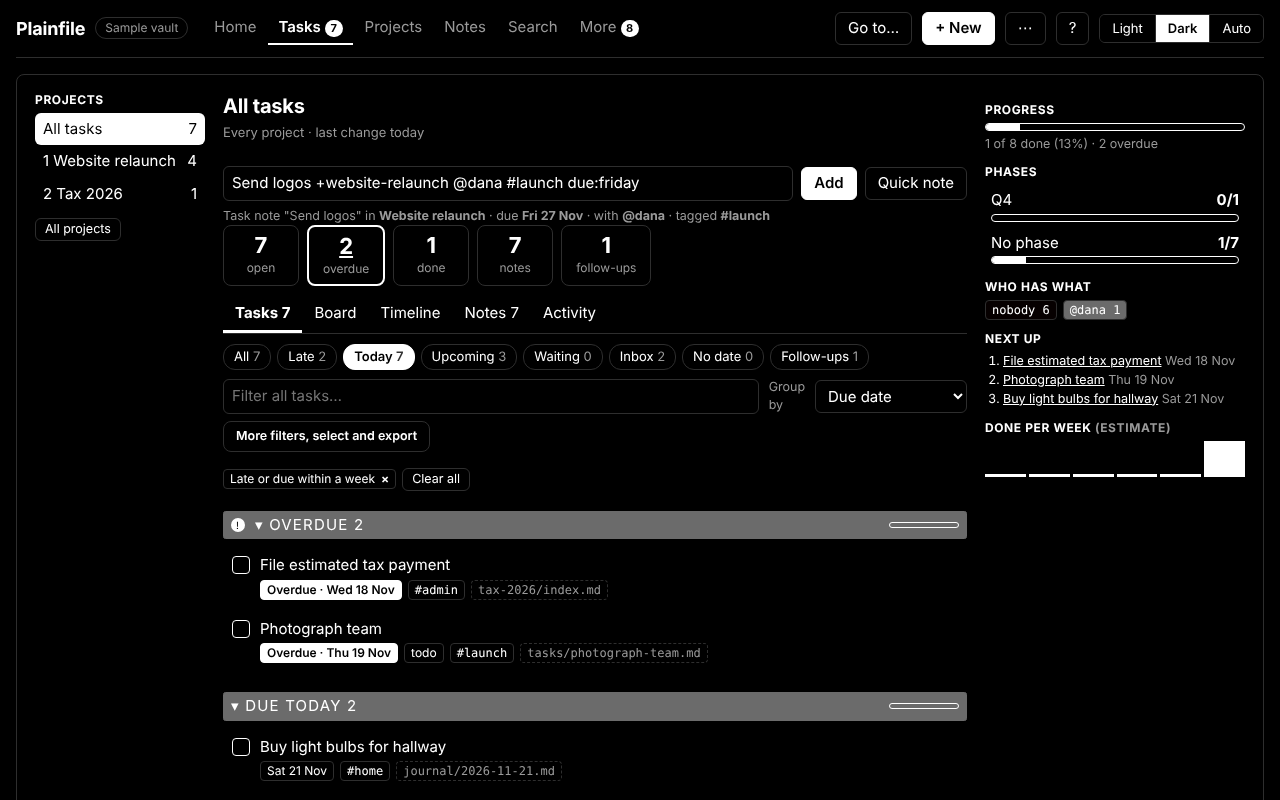 Plainfile Sample vault Home Tasks 7 Projects Notes Search More 8 Go to... + New ... ? Light Dark Auto
PROJECTS
All tasks 7
1 Website relaunch 4
2 Tax 2026 1
All projects
All tasks
Every project · last change today
Send logos +website-relaunch @dana #launch due:friday Add Quick note
Task note "Send logos" in Website relaunch · due Fri 27 Nov · with @dana · tagged #launch
7 open
2 overdue
1 done
7 notes
1 follow-ups
Tasks 7 Board Timeline Notes 7 Activity
All 7 Late 2 Today 7 Upcoming 3 Waiting 0 Inbox 2 No date 0 Follow-ups 1
Filter all tasks... Group by Due date
More filters, select and export
Late or due within a week × Clear all
! ▾ OVERDUE 2
File estimated tax payment
Overdue · Wed 18 Nov #admin tax-2026/index.md
Photograph team
Overdue · Thu 19 Nov todo #launch tasks/photograph-team.md
▾ DUE TODAY 2
Buy light bulbs for hallway
Sat 21 Nov #home journal/2026-11-21.md
PROGRESS
1 of 8 done (13%) · 2 overdue
PHASES
Q4 0/1
No phase 1/7
WHO HAS WHAT
nobody 6 @dana 1
NEXT UP
1. File estimated tax payment Wed 18 Nov
2. Photograph team Thu 19 Nov
3. Buy light bulbs for hallway Sat 21 Nov
DONE PER WEEK (ESTIMATE)